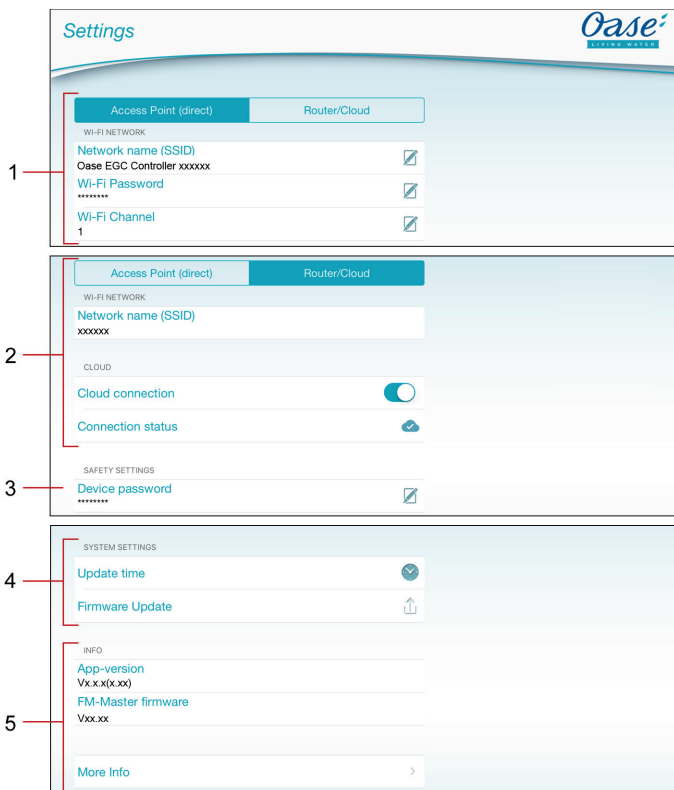 Settings
Oase
LIVING WATER
Access Point (direct) Router/Cloud
WI-FI NETWORK
Network name (SSID)
Oase EGC Controller xxxxxx
Wi-Fi Password
********
Wi-Fi Channel
1
1
Access Point (direct) Router/Cloud
WI-FI NETWORK
Network name (SSID)
xxxxxx
2
CLOUD
Cloud connection
Connection status
SAFETY SETTINGS
3
Device password
********
SYSTEM SETTINGS
4
Update time
Firmware Update
INFO
App-version
Vx.x.x(x.xx)
FM-Master firmware
Vxx.xx
5
More Info